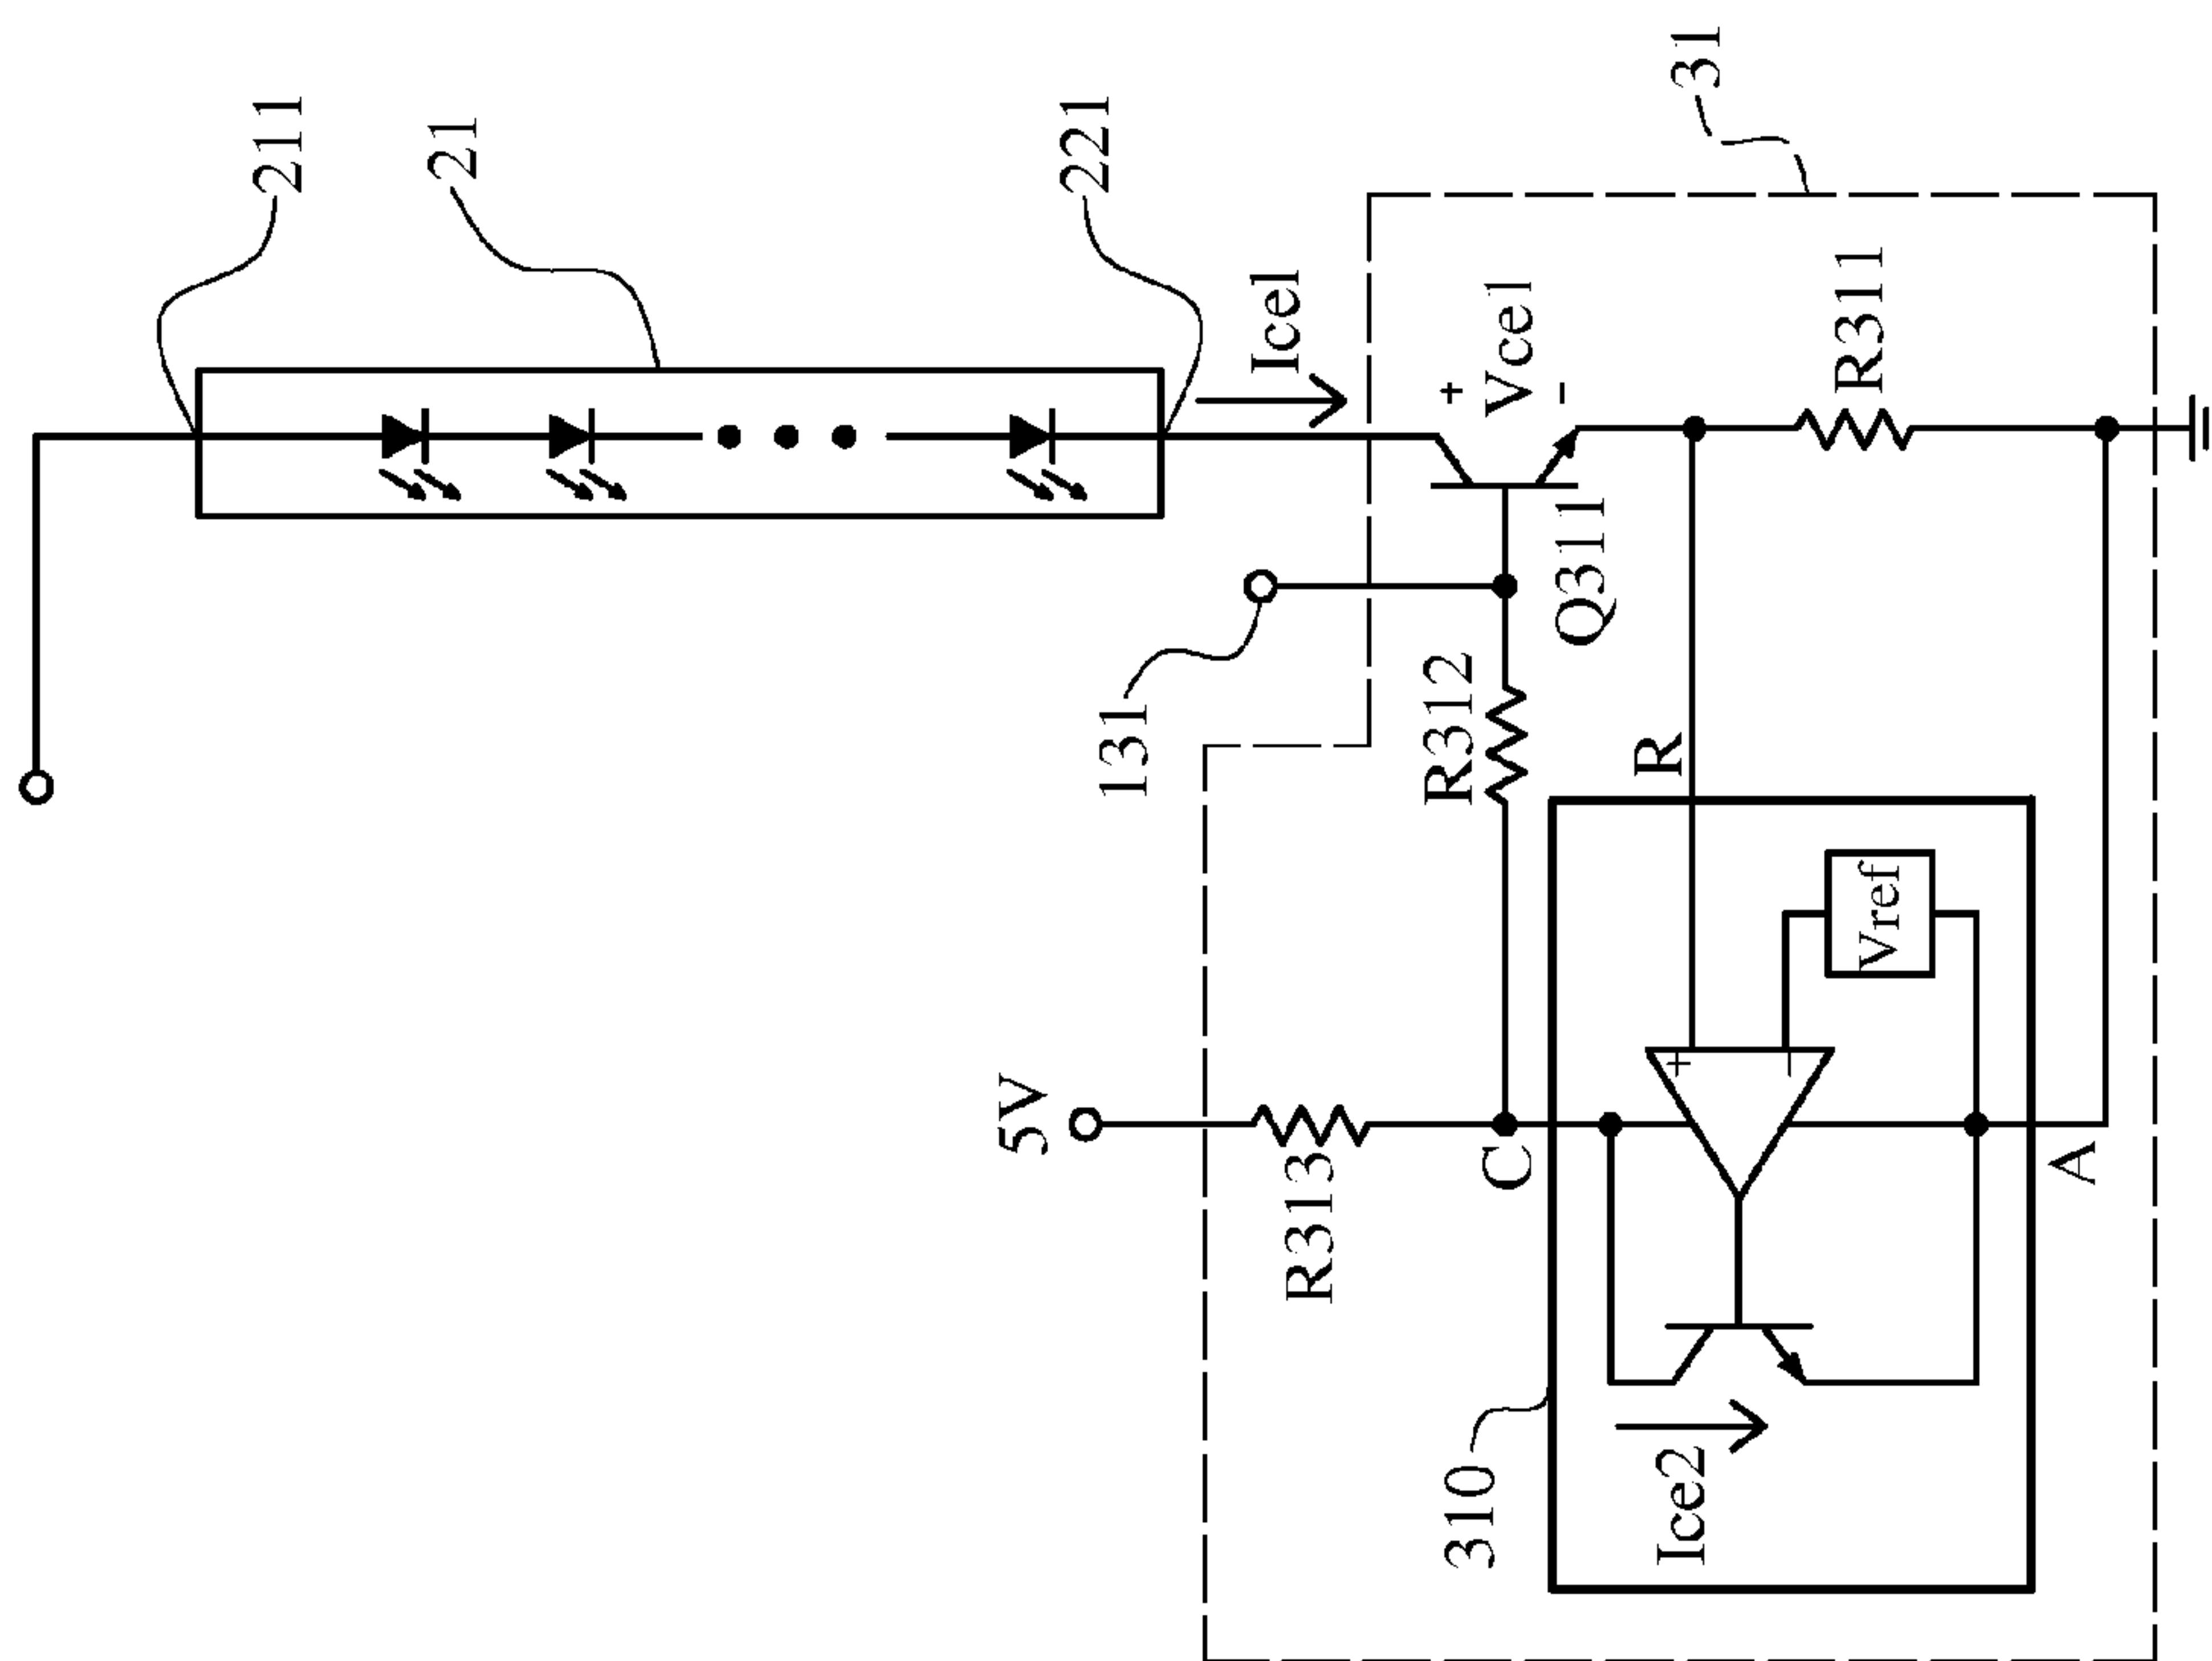 211
21
221
Ice1
31
+
Vce1
-
R311
131
Q311
R312
R
5V
R313
C
Vref
+
-
A
310
Ice2